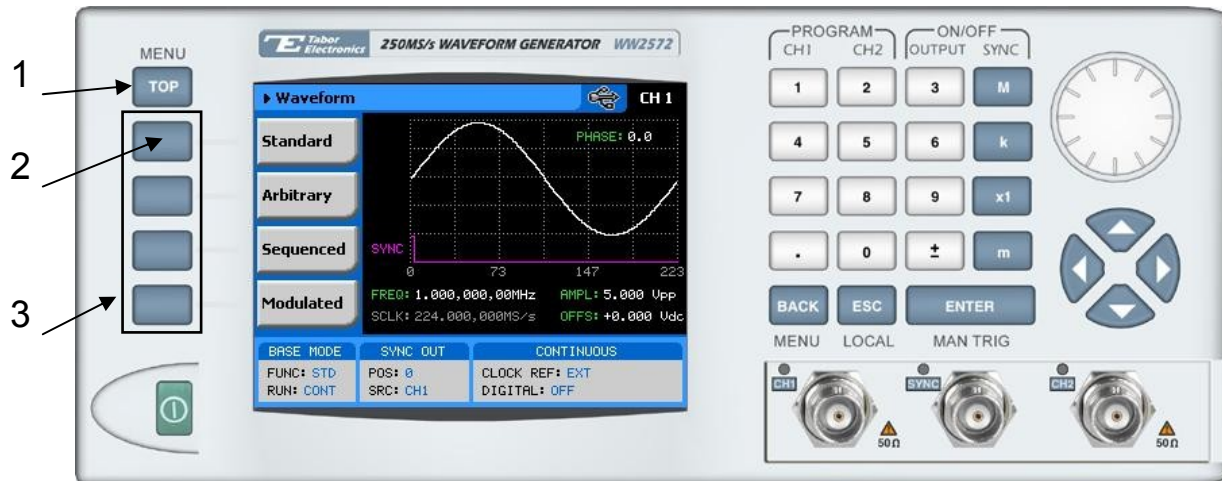 1
2
3
MENU
TOP
Tabor Electronics 250MS/s WAVEFORM GENERATOR WW2572
▶ Waveform CH 1
Standard
Arbitrary
Sequenced
Modulated
PHASE: 0.0
SYNC
0 73 147 223
FREQ: 1.000,000,00MHz AMPL: 5.000 Vpp
SCLK: 224.000,000MS/s OFFS: +0.000 Vdc
BASE MODE SYNC OUT CONTINUOUS
FUNC: STD POS: 0 CLOCK REF: EXT
RUN: CONT SRC: CH1 DIGITAL: OFF
PROGRAM ON/OFF
CH1 CH2 OUTPUT SYNC
1 2 3 M
4 5 6 k
7 8 9 x1
. 0 ± m
BACK ESC ENTER
MENU LOCAL MAN TRIG
CH1 SYNC CH2
50Ω 50Ω